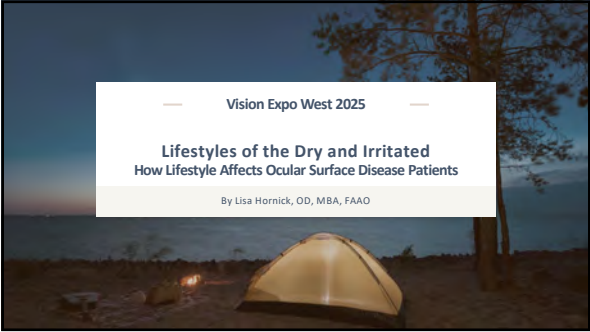 Vision Expo West 2025
Lifestyles of the Dry and Irritated
How Lifestyle Affects Ocular Surface Disease Patients
By Lisa Hornick, OD, MBA, FAAO